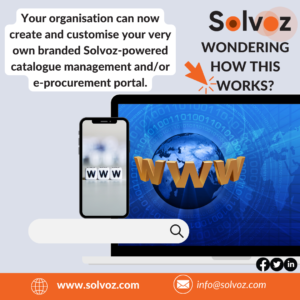 Your organisation can now
create and customise your very
own branded Solvoz-powered
catalogue management and/or
e-procurement portal.
Solvoz
WONDERING
HOW THIS
WORKS?
WWW
WWW
www.solvoz.com
info@solvoz.com